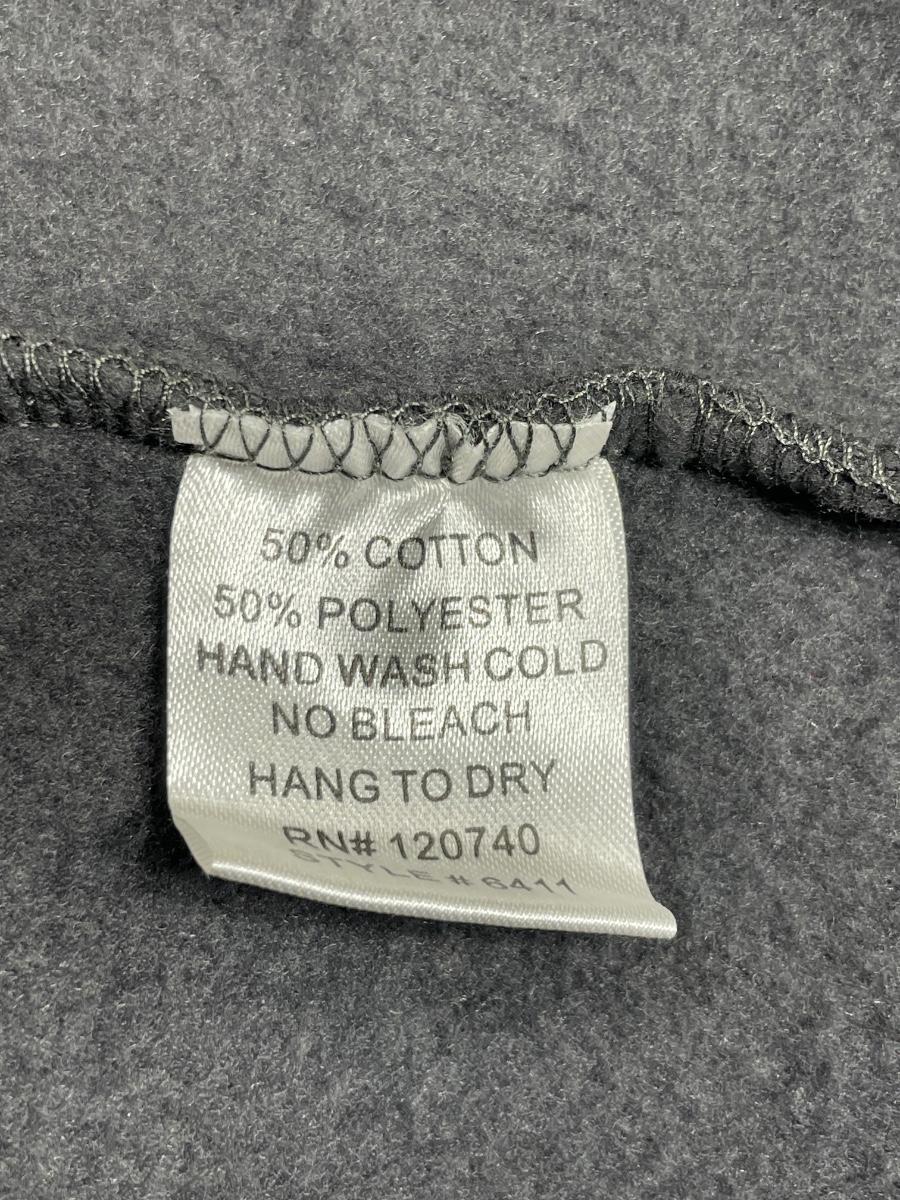 50% COTTON
50% POLYESTER
HAND WASH COLD
NO BLEACH
HANG TO DRY
RN# 120740
STYLE # 6411